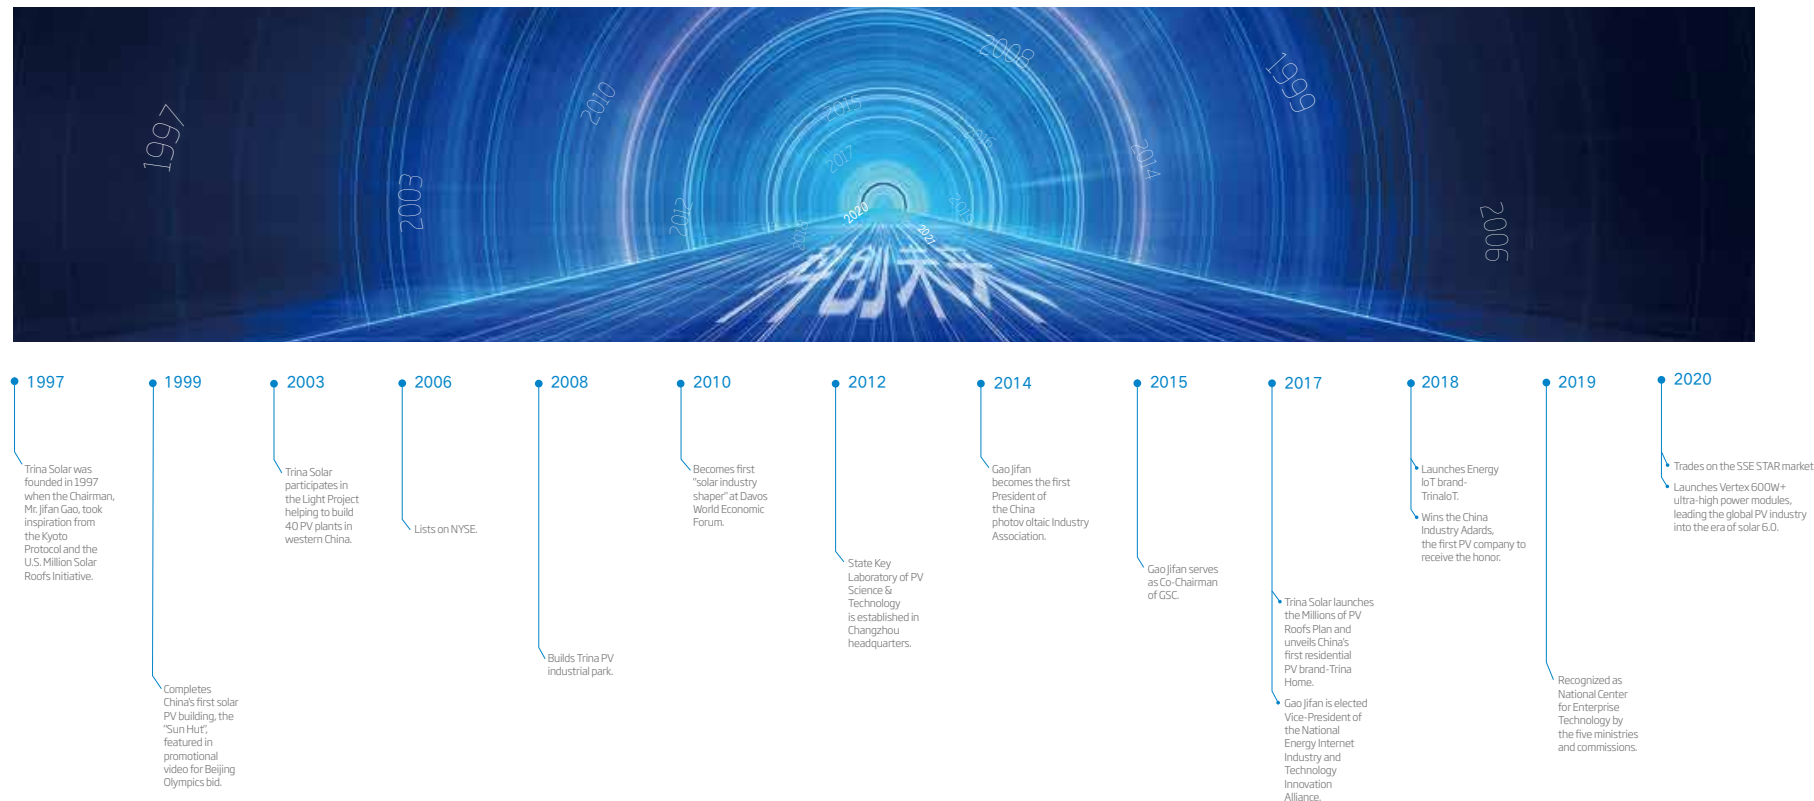 1997
2003
2010
2012
2015
2017
2020
2008
2016
2014
1999
2006
2021
创未来
1997
Trina Solar was
founded in 1997
when the Chairman,
Mr. Jifan Gao, took
inspiration from
the Kyoto
Protocol and the
U.S. Million Solar
Roofs Initiative.
1999
Completes
China's first solar
PV building, the
"Sun Hut",
featured in
promotional
video for Beijing
Olympics bid.
2003
Trina Solar
participates in
the Light Project
helping to build
40 PV plants in
western China.
2006
Lists on NYSE.
2008
Builds Trina PV
industrial park.
2010
Becomes first
"solar industry
shaper" at Davos
World Economic
Forum.
2012
State Key
Laboratory of PV
Science &
Technology
is established in
Changzhou
headquarters.
2014
Gao Jifan
becomes the first
President of
the China
photov oltaic Industry
Association.
2015
Gao Jifan serves
as Co-Chairman
of GSC.
2017
Trina Solar launches
the Millions of PV
Roofs Plan and
unveils China's
first residential
PV brand-Trina
Home.
Gao Jifan is elected
Vice-President of
the National
Energy Internet
Industry and
Technology
Innovation
Alliance.
2018
Launches Energy
IoT brand-
TrinaIoT.
Wins the China
Industry Adards,
the first PV company to
receive the honor.
2019
Recognized as
National Center
for Enterprise
Technology by
the five ministries
and commissions.
2020
Trades on the SSE STAR market
Launches Vertex 600W+
ultra-high power modules,
leading the global PV industry
into the era of solar 6.0.